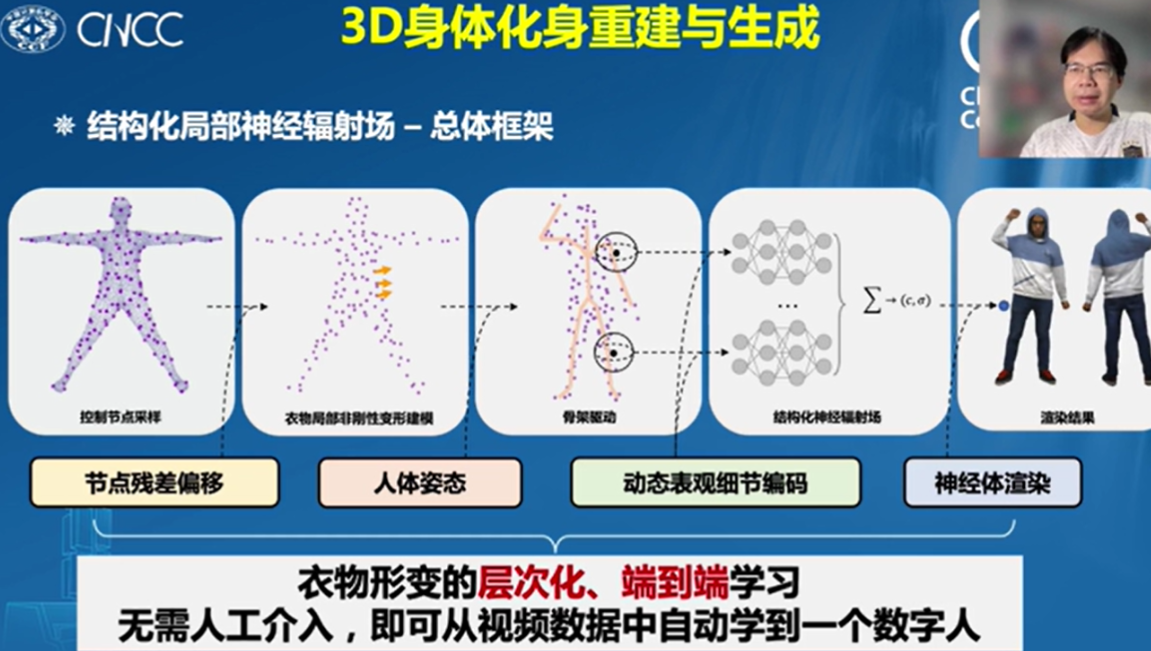 CNCC
3D身体化身重建与生成
结构化局部神经辐射场 – 总体框架
∑ → (c, σ)
控制节点采样
衣物局部非刚性变形建模
骨架驱动
结构化神经辐射场
渲染结果
节点残差偏移
人体姿态
动态表观细节编码
神经体渲染
衣物形变的层次化、端到端学习
无需人工介入，即可从视频数据中自动学到一个数字人